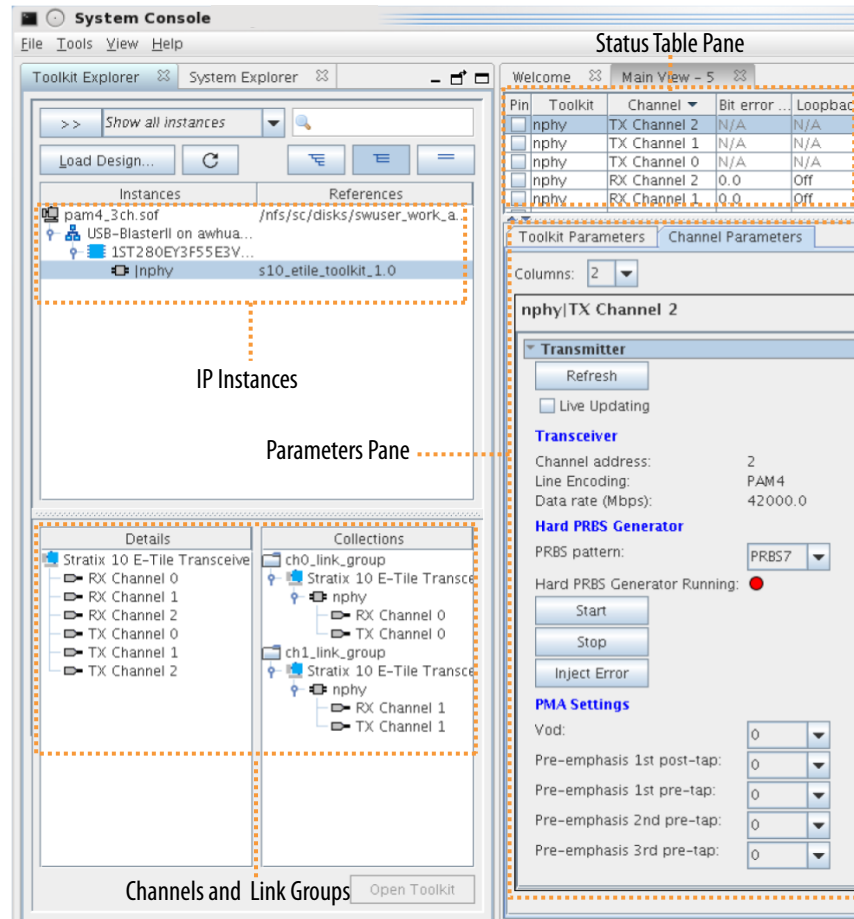 System Console
File Tools View Help
Status Table Pane
Toolkit Explorer System Explorer
>> Show all instances
Load Design...
Instances References
pam4_3ch.sof /nfs/sc/disks/swuser_work_a...
USB-BlasterII on awhua...
1ST280EY3F55E3V...
|nphy s10_etile_toolkit_1.0
IP Instances
Parameters Pane
Details
Stratix 10 E-Tile Transceive
RX Channel 0
RX Channel 1
RX Channel 2
TX Channel 0
TX Channel 1
TX Channel 2
Collections
ch0_link_group
Stratix 10 E-Tile Transce
nphy
RX Channel 0
TX Channel 0
ch1_link_group
Stratix 10 E-Tile Transce
nphy
RX Channel 1
TX Channel 1
Channels and Link Groups
Open Toolkit
Welcome Main View - 5
Pin Toolkit Channel Bit error ... Loopbac
nphy TX Channel 2 N/A N/A
nphy TX Channel 1 N/A N/A
nphy TX Channel 0 N/A N/A
nphy RX Channel 2 0.0 Off
nphy RX Channel 1 0.0 Off
Toolkit Parameters Channel Parameters
Columns: 2
nphy|TX Channel 2
Transmitter
Refresh
Live Updating
Transceiver
Channel address: 2
Line Encoding: PAM4
Data rate (Mbps): 42000.0
Hard PRBS Generator
PRBS pattern: PRBS7
Hard PRBS Generator Running:
Start
Stop
Inject Error
PMA Settings
Vod: 0
Pre-emphasis 1st post-tap: 0
Pre-emphasis 1st pre-tap: 0
Pre-emphasis 2nd pre-tap: 0
Pre-emphasis 3rd pre-tap: 0